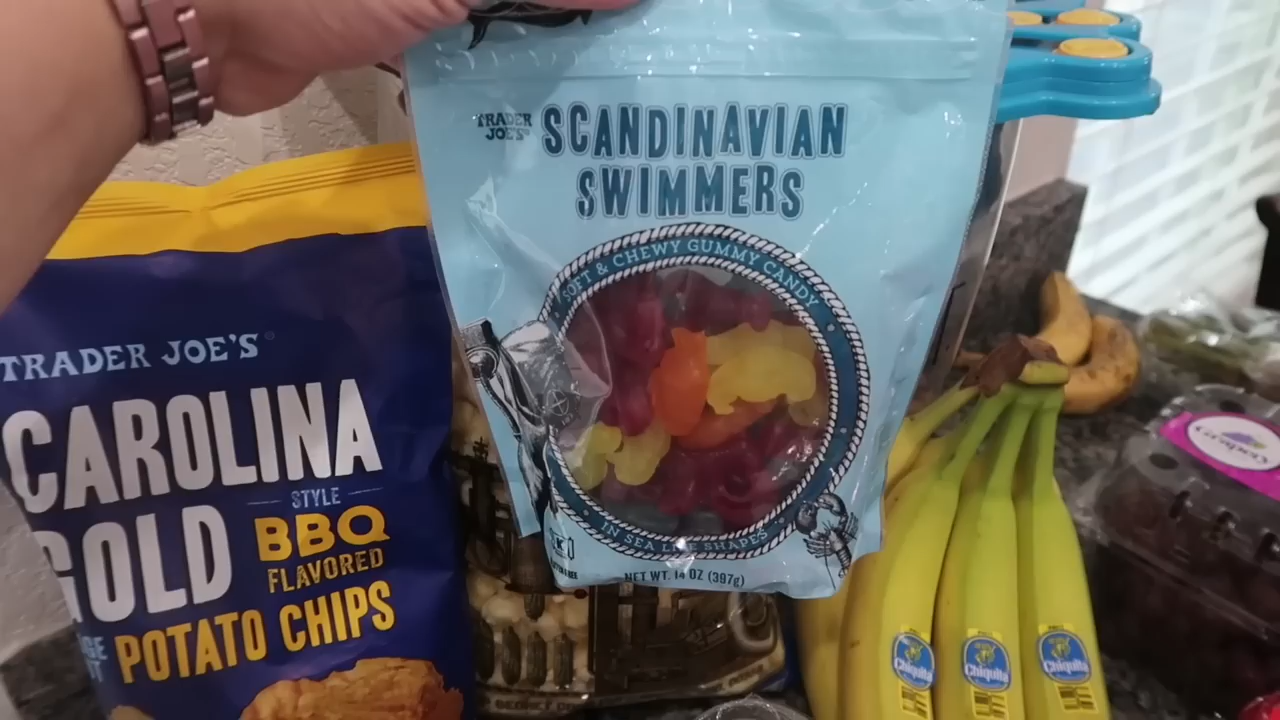 TRADER JOE'S®
CAROLINA
GOLD
STYLE
BBQ
FLAVORED
POTATO CHIPS
TRADER
JOE'S
SCANDINAVIAN
SWIMMERS
SOFT & CHEWY GUMMY CANDY
IN SEA LIFE SHAPES
NET WT. 14 OZ (397g)
Chiquita
Chiquita
Chiquita